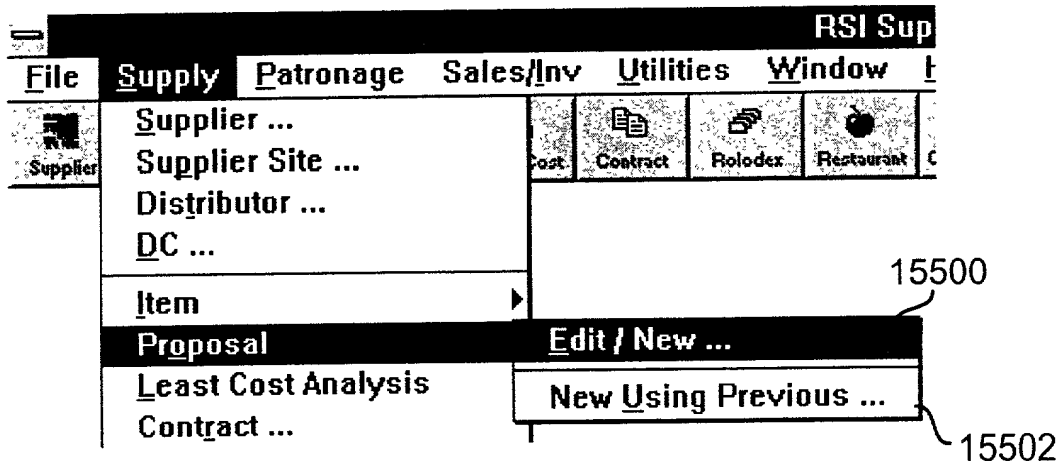 RSI Sup
File Supply Patronage Sales/Inv Utilities Window
Supplier Cost Contract Rolodex Restaurant
Supplier ...
Supplier Site ...
Distributor ...
DC ...
Item
Proposal
Least Cost Analysis
Contract ...
15500
Edit / New ...
New Using Previous ...
15502